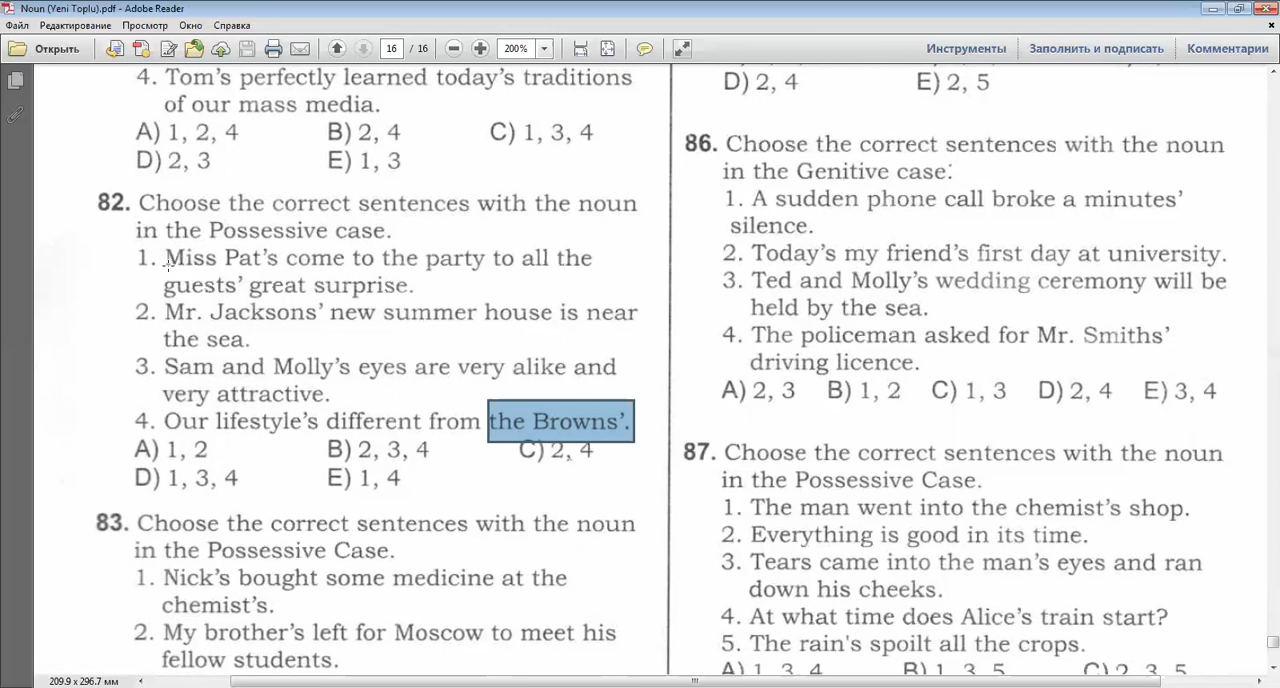 Noun (Yeni Toplu).pdf - Adobe Reader
Файл Редактирование Просмотр Окно Справка
Открыть 16 / 16 200% Инструменты Заполнить и подписать Комментарии
4. Tom's perfectly learned today's traditions
of our mass media.
A) 1, 2, 4 B) 2, 4 C) 1, 3, 4
D) 2, 3 E) 1, 3
82. Choose the correct sentences with the noun
in the Possessive case.
1. Miss Pat's come to the party to all the
guests' great surprise.
2. Mr. Jacksons' new summer house is near
the sea.
3. Sam and Molly's eyes are very alike and
very attractive.
4. Our lifestyle's different from the Browns'.
A) 1, 2 B) 2, 3, 4 C) 2, 4
D) 1, 3, 4 E) 1, 4
83. Choose the correct sentences with the noun
in the Possessive Case.
1. Nick's bought some medicine at the
chemist's.
2. My brother's left for Moscow to meet his
fellow students.
D) 2, 4 E) 2, 5
86. Choose the correct sentences with the noun
in the Genitive case:
1. A sudden phone call broke a minutes'
silence.
2. Today's my friend's first day at university.
3. Ted and Molly's wedding ceremony will be
held by the sea.
4. The policeman asked for Mr. Smiths'
driving licence.
A) 2, 3 B) 1, 2 C) 1, 3 D) 2, 4 E) 3, 4
87. Choose the correct sentences with the noun
in the Possessive Case.
1. The man went into the chemist's shop.
2. Everything is good in its time.
3. Tears came into the man's eyes and ran
down his cheeks.
4. At what time does Alice's train start?
5. The rain's spoilt all the crops.
A) 1, 3, 4 B) 1, 3, 5 C) 2, 3, 5
209.9 x 296.7 мм